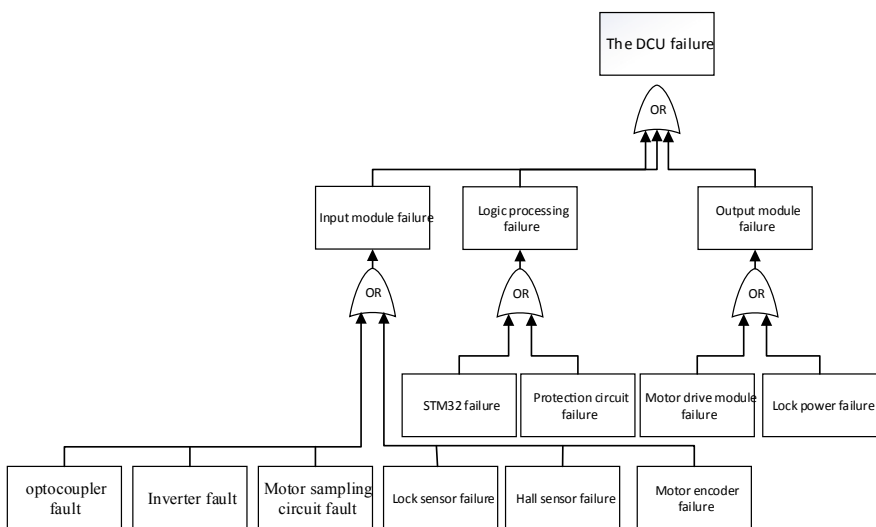 The DCU failure
OR
Input module failure
Logic processing
failure
Output module
failure
OR
OR
OR
STM32 failure
Protection circuit
failure
Motor drive module
failure
Lock power failure
optocoupler
fault
Inverter fault
Motor sampling
circuit fault
Lock sensor failure
Hall sensor failure
Motor encoder
failure